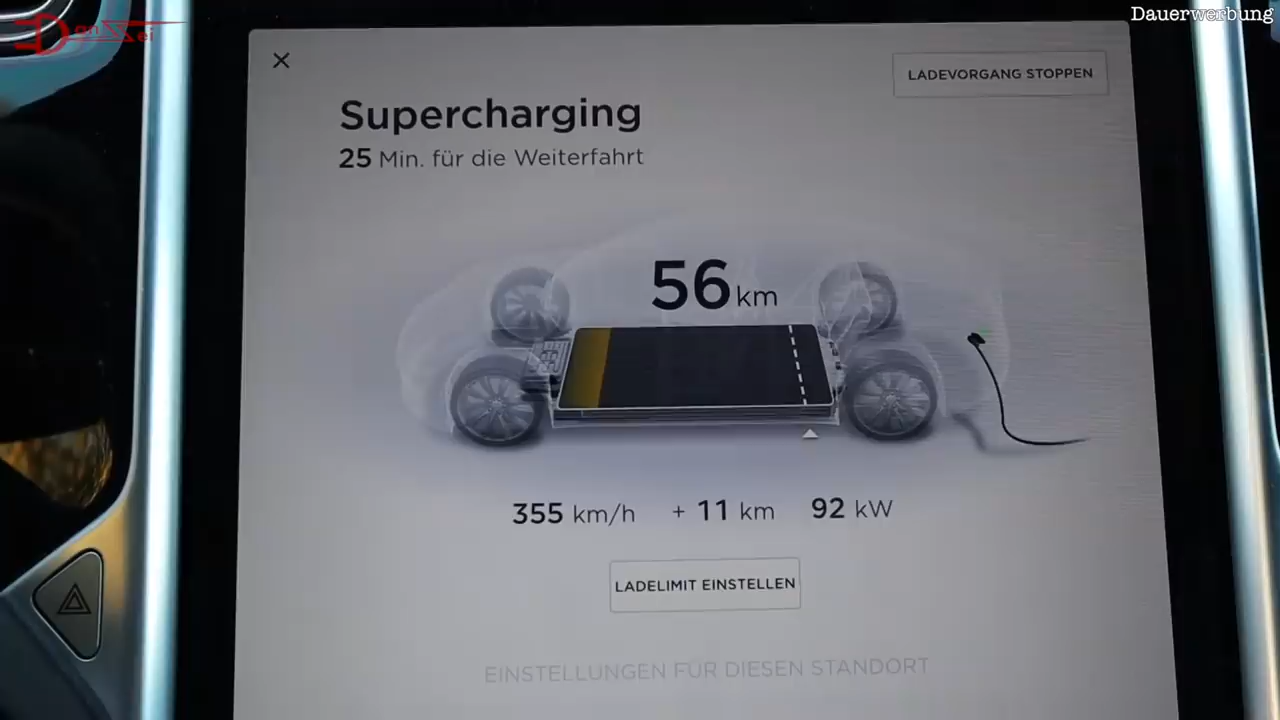 Dauerwerbung
DanZei
LADEVORGANG STOPPEN
Supercharging
25 Min. für die Weiterfahrt
56 km
355 km/h + 11 km 92 kW
LADELIMIT EINSTELLEN
EINSTELLUNGEN FÜR DIESEN STANDORT